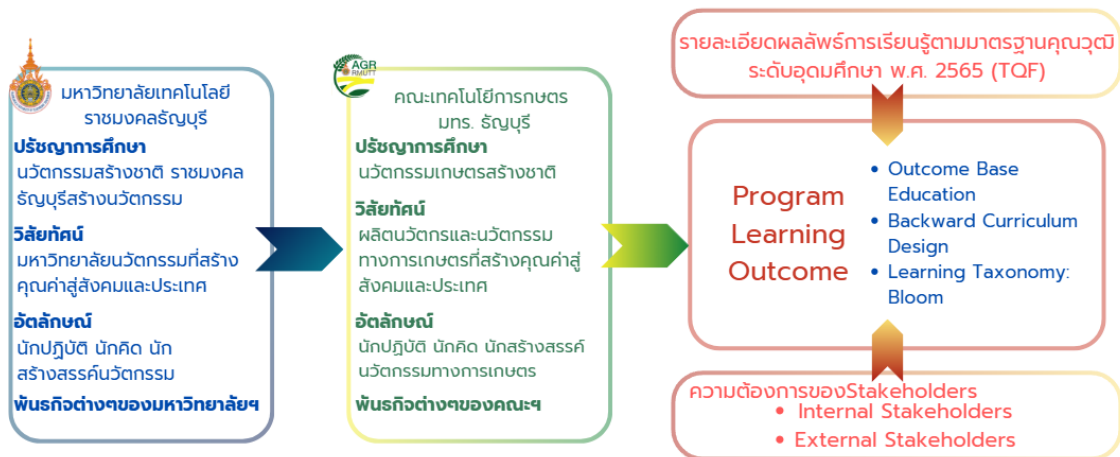 มหาวิทยาลัยเทคโนโลยี
ราชมงคลธัญบุรี
ปรัชญาการศึกษา
นวัตกรรมสร้างชาติ ราชมงคล
ธัญบุรีสร้างนวัตกรรม
วิสัยทัศน์
มหาวิทยาลัยนวัตกรรมที่สร้าง
คุณค่าสู่สังคมและประเทศ
อัตลักษณ์
นักปฏิบัติ นักคิด นัก
สร้างสรรค์นวัตกรรม
พันธกิจต่างๆของมหาวิทยาลัยฯ
AGR
RMUTT
คณะเทคโนโยีการกษตร
มทร. ธัญบุรี
ปรัชญาการศึกษา
นวัตกรรมเกษตรสร้างชาติ
วิสัยทัศน์
ผลิตนวัตกรและนวัตกรรม
ทางการเกษตรที่สร้างคุณค่าสู่
สังคมและประเทศ
อัตลักษณ์
นักปฏิบัติ นักคิด นักสร้างสรรค์
นวัตกรรมทางการเกษตร
พันธกิจต่างๆของคณะฯ
รายละเอียดผลลัพธ์การเรียนรู้ตามมาตรฐานคุณวุฒิ
ระดับอุดมศึกษา พ.ศ. 2565 (TQF)
Program
Learning
Outcome
• Outcome Base
Education
• Backward Curriculum
Design
• Learning Taxonomy:
Bloom
ความต้องการของStakeholders
• Internal Stakeholders
• External Stakeholders